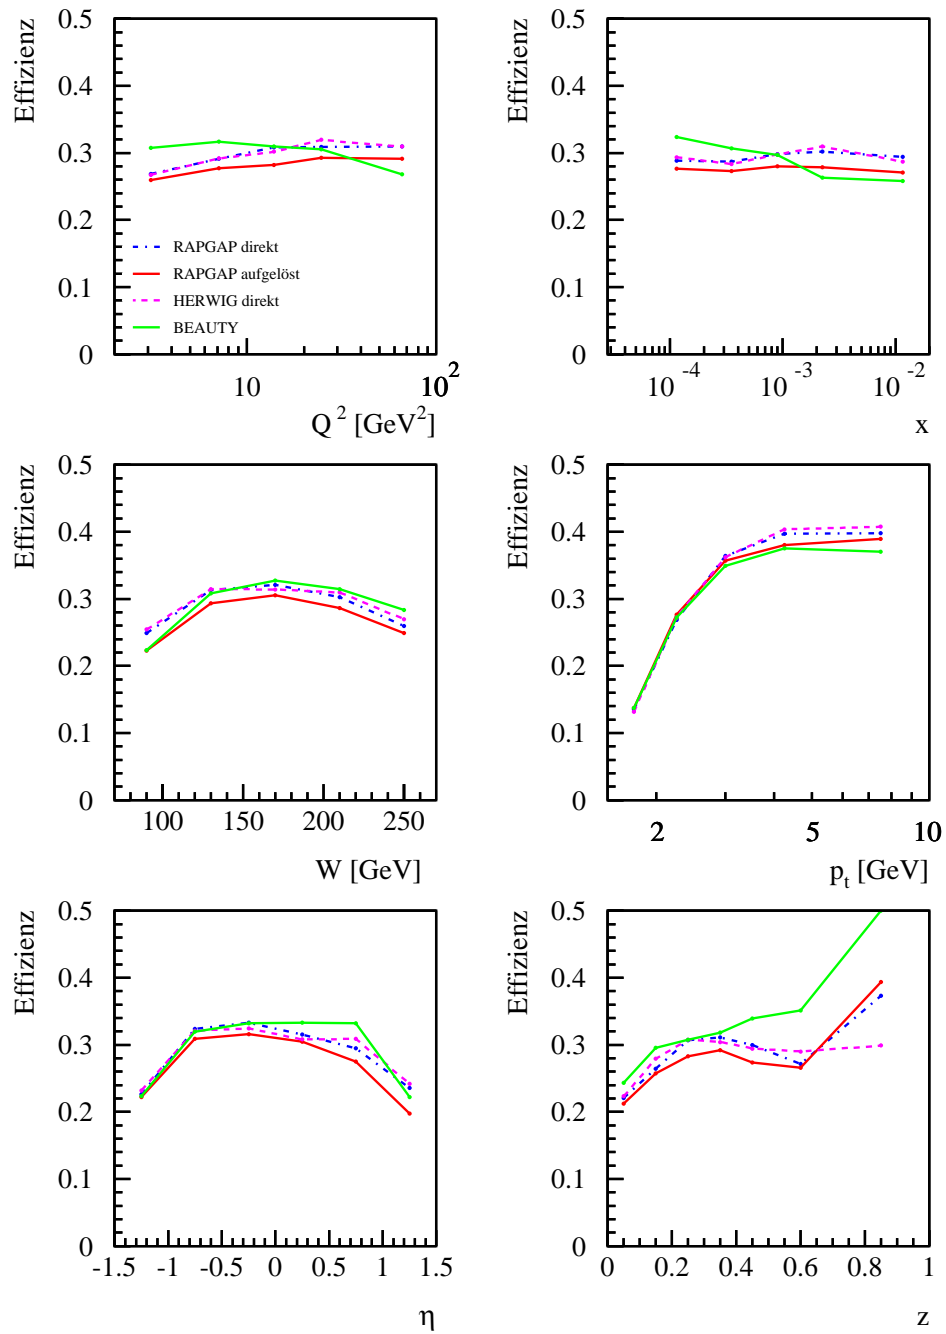 Effizienz
0.5
0.4
0.3
0.2
0.1
0
RAPGAP direkt
RAPGAP aufgelöst
HERWIG direkt
BEAUTY
10
10^2
Q^2 [GeV^2]
Effizienz
0.5
0.4
0.3
0.2
0.1
0
10^-4
10^-3
10^-2
x
Effizienz
0.5
0.4
0.3
0.2
0.1
0
100 150 200 250
W [GeV]
Effizienz
0.5
0.4
0.3
0.2
0.1
0
2 5 10
p_t [GeV]
Effizienz
0.5
0.4
0.3
0.2
0.1
0
-1.5 -1 -0.5 0 0.5 1 1.5
η
Effizienz
0.5
0.4
0.3
0.2
0.1
0
0 0.2 0.4 0.6 0.8 1
z